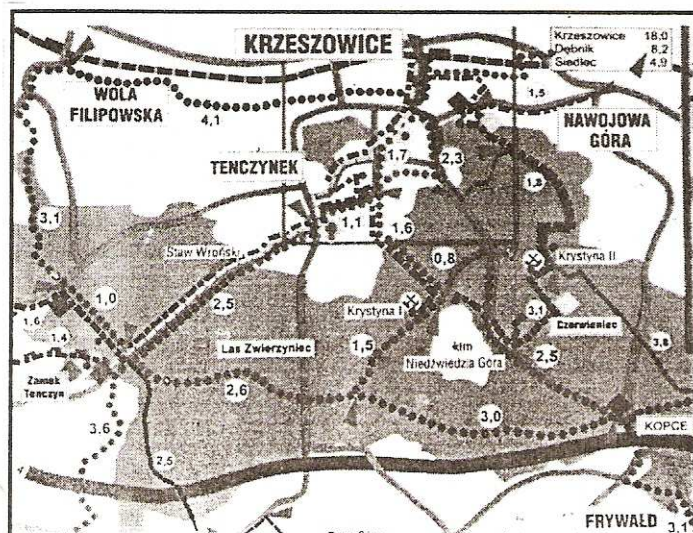 KRZESZOWICE
Krzeszowice 18,0
Dębnik 8,2
Siedlec 4,9
WOLA
FILIPOWSKA
4,1
1,5
NAWOJOWA
GÓRA
TENCZYNEK
1,7
2,3
1,8
3,1
1,1
1,6
Staw Wroński
0,8
Krystyna II
1,0
2,5
Krystyna I
3,1
Czerwieniec
1,6
1,4
Las Zwierzyniec
1,5
kłm
Niedźwiedzia Góra
2,5
3,8
Zamek
Tenczyn
2,6
3,6
3,0
KOPCE
2,5
FRYWAŁD
3,1